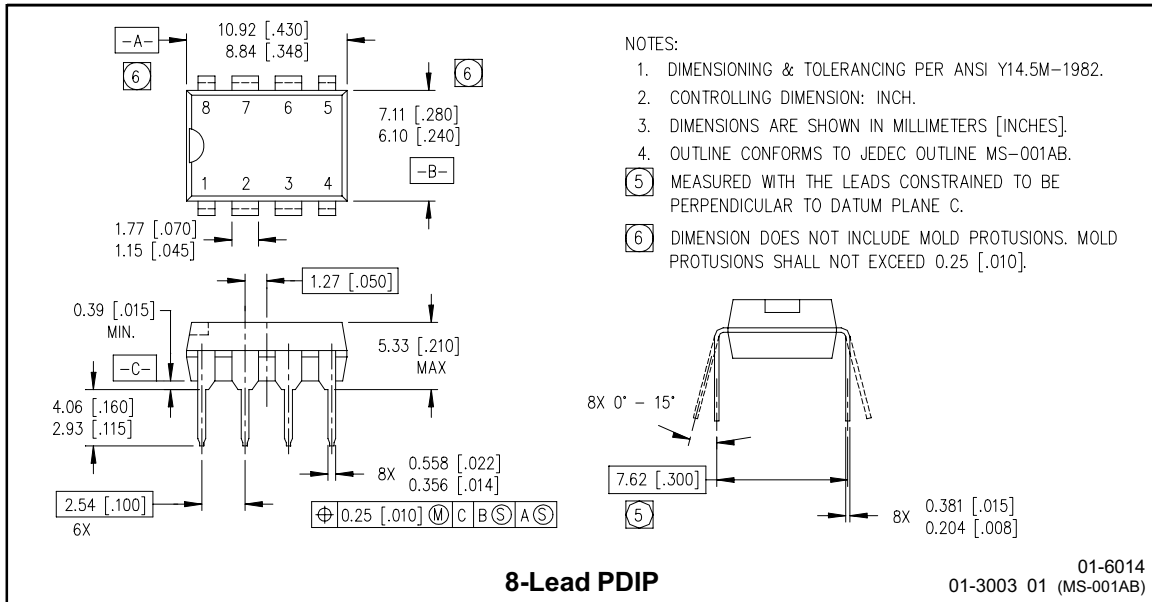 -A-
10.92 [.430]
8.84 [.348]
6
6
8 7 6 5
1 2 3 4
7.11 [.280]
6.10 [.240]
-B-
1.77 [.070]
1.15 [.045]
1.27 [.050]
0.39 [.015]
MIN.
5.33 [.210]
MAX
-C-
4.06 [.160]
2.93 [.115]
8X 0.558 [.022]
0.356 [.014]
2.54 [.100]
6X
⌖ 0.25 [.010] Ⓜ C B Ⓢ A Ⓢ
NOTES:
1. DIMENSIONING & TOLERANCING PER ANSI Y14.5M-1982.
2. CONTROLLING DIMENSION: INCH.
3. DIMENSIONS ARE SHOWN IN MILLIMETERS [INCHES].
4. OUTLINE CONFORMS TO JEDEC OUTLINE MS-001AB.
5 MEASURED WITH THE LEADS CONSTRAINED TO BE
PERPENDICULAR TO DATUM PLANE C.
6 DIMENSION DOES NOT INCLUDE MOLD PROTUSIONS. MOLD
PROTUSIONS SHALL NOT EXCEED 0.25 [.010].
8X 0° - 15°
7.62 [.300]
5
8X 0.381 [.015]
0.204 [.008]
8-Lead PDIP
01-6014
01-3003 01 (MS-001AB)